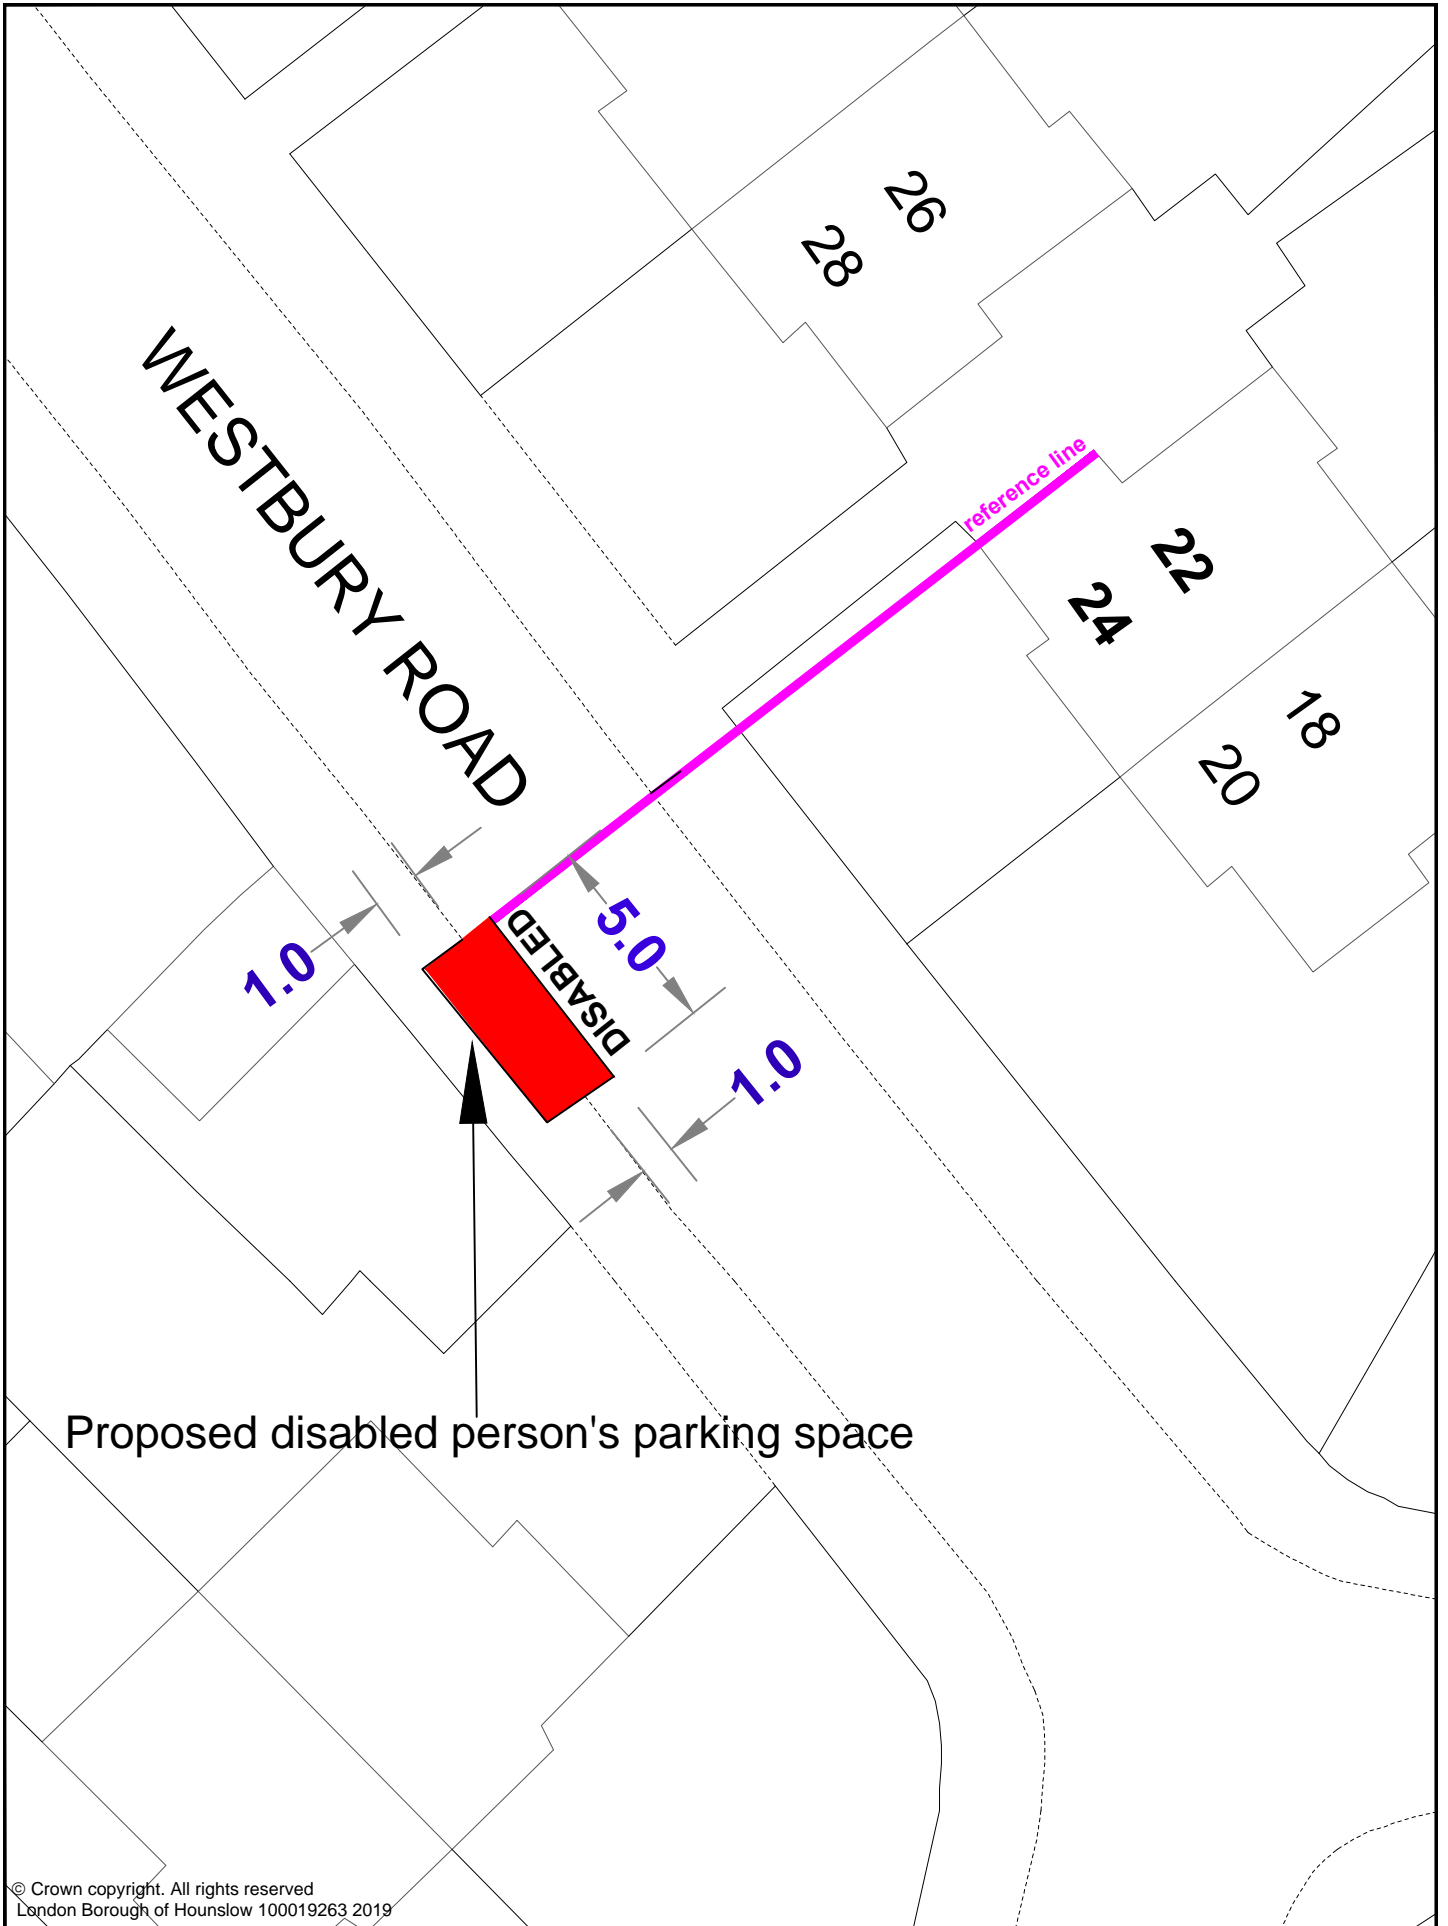 26
28
WESTBURY ROAD
reference line
22
24
18
20
DISABLED
5.0
1.0
1.0
Proposed disabled person's parking space
© Crown copyright. All rights reserved
London Borough of Hounslow 100019263 2019